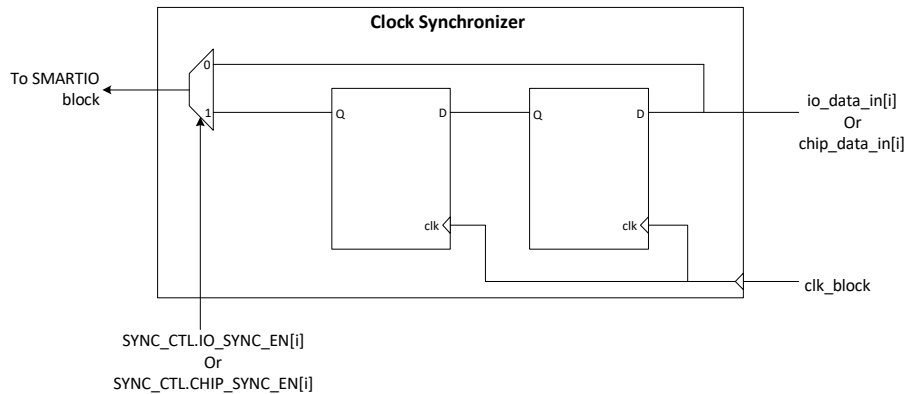 Clock Synchronizer
To SMARTIO
block
0
1
Q
D
Q
D
io_data_in[i]
Or
chip_data_in[i]
clk
clk
clk_block
SYNC_CTL.IO_SYNC_EN[i]
Or
SYNC_CTL.CHIP_SYNC_EN[i]